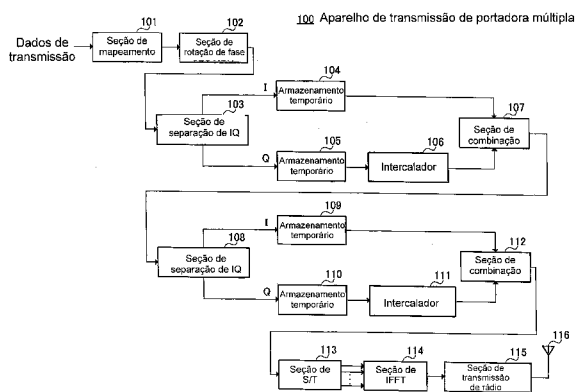 100 Aparelho de transmissão de portadora múltipla
Dados de
transmissão
101
Seção de
mapeamento
102
Seção de
rotação de fase
103
Seção de
separação de IQ
I
104
Armazenamento
temporário
Q
105
Armazenamento
temporário
106
Intercalador
107
Seção de
combinação
108
Seção de
separação de IQ
I
109
Armazenamento
temporário
Q
110
Armazenamento
temporário
111
Intercalador
112
Seção de
combinação
113
Seção de
S/T
114
Seção de
IFFT
115
Seção de
transmissão
de rádio
116